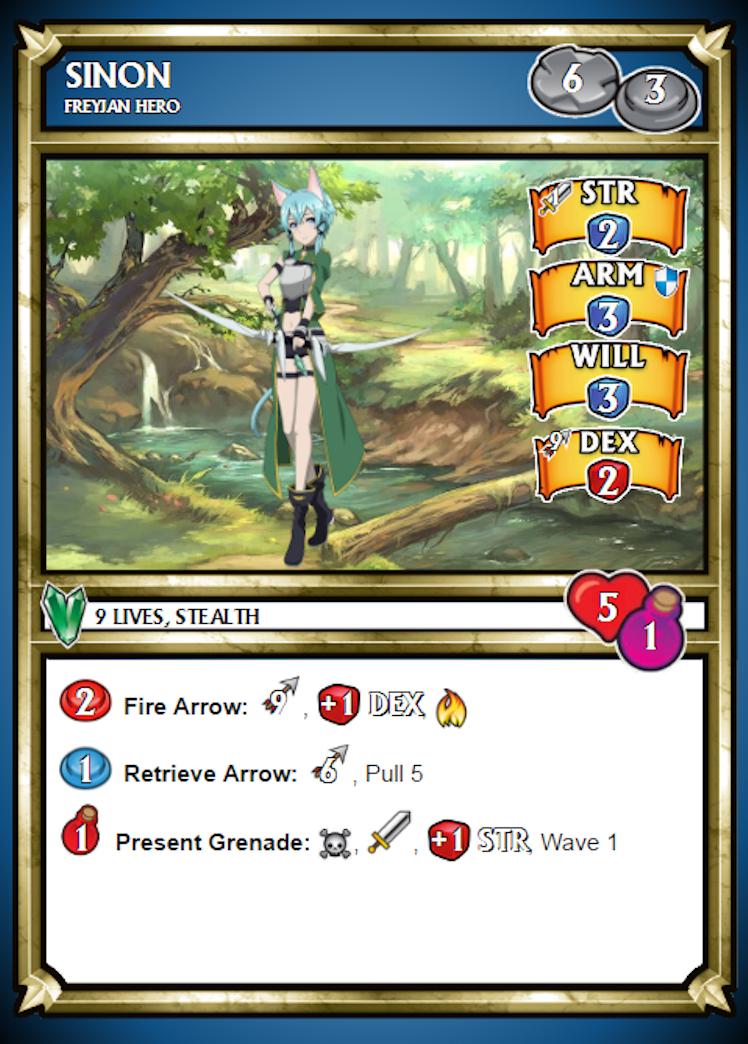 SINON
FREYJAN HERO
6 3
1 STR
2
ARM
3
WILL
3
9 DEX
2
9 LIVES, STEALTH
5
1
2 Fire Arrow: 9, +1 DEX,
1 Retrieve Arrow: 6, Pull 5
1 Present Grenade: , , +1 STR, Wave 1